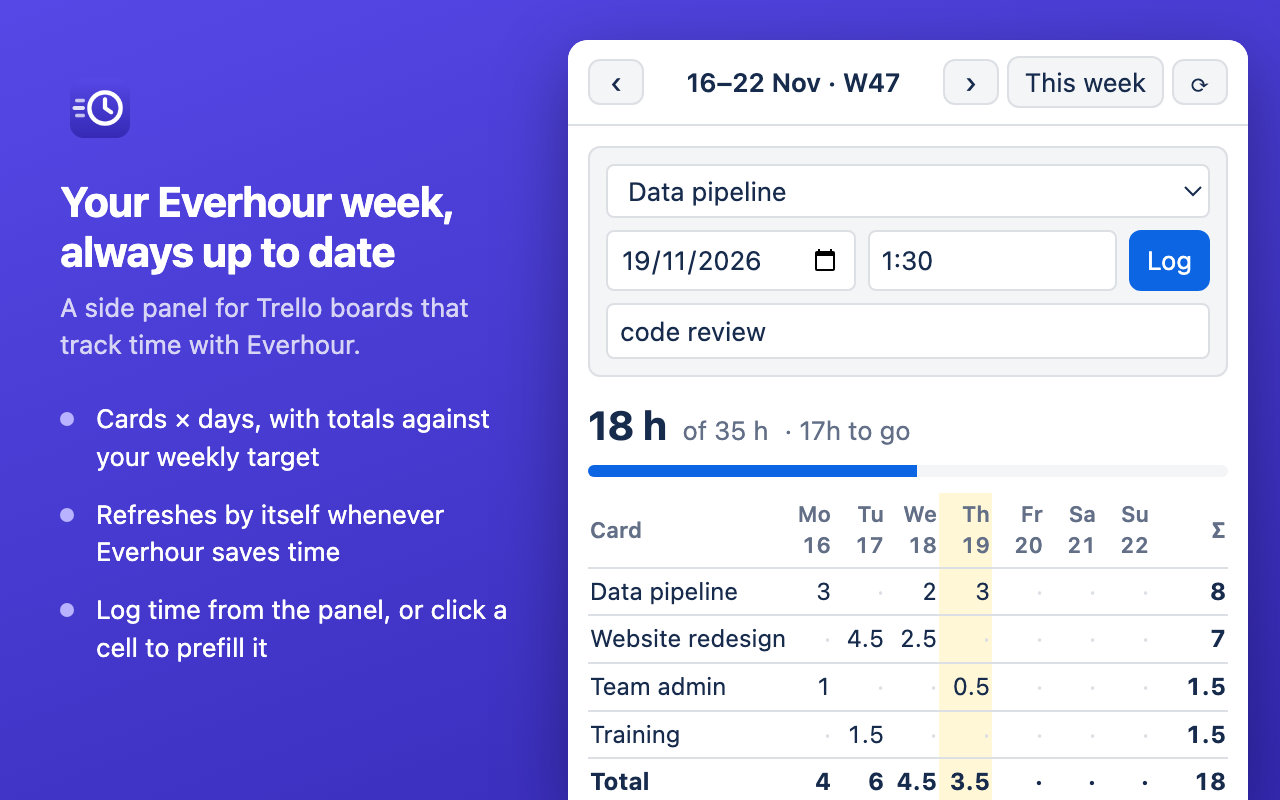 Your Everhour week,
always up to date
A side panel for Trello boards that
track time with Everhour.
Cards × days, with totals against
your weekly target
Refreshes by itself whenever
Everhour saves time
Log time from the panel, or click a
cell to prefill it
‹ 16–22 Nov · W47 › This week ⟳
Data pipeline
19/11/2026 1:30 Log
code review
18 h of 35 h · 17h to go
Card Mo 16 Tu 17 We 18 Th 19 Fr 20 Sa 21 Su 22 Σ
Data pipeline 3 · 2 3 · · · 8
Website redesign · 4.5 2.5 · · · · 7
Team admin 1 · · 0.5 · · · 1.5
Training · 1.5 · · · · · 1.5
Total 4 6 4.5 3.5 · · · 18